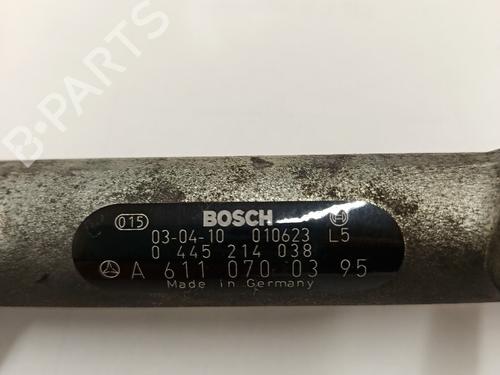 B-PARTS
015 BOSCH
03-04-10 010623 L5
0 445 214 038
A 611 070 03 95
Made in Germany